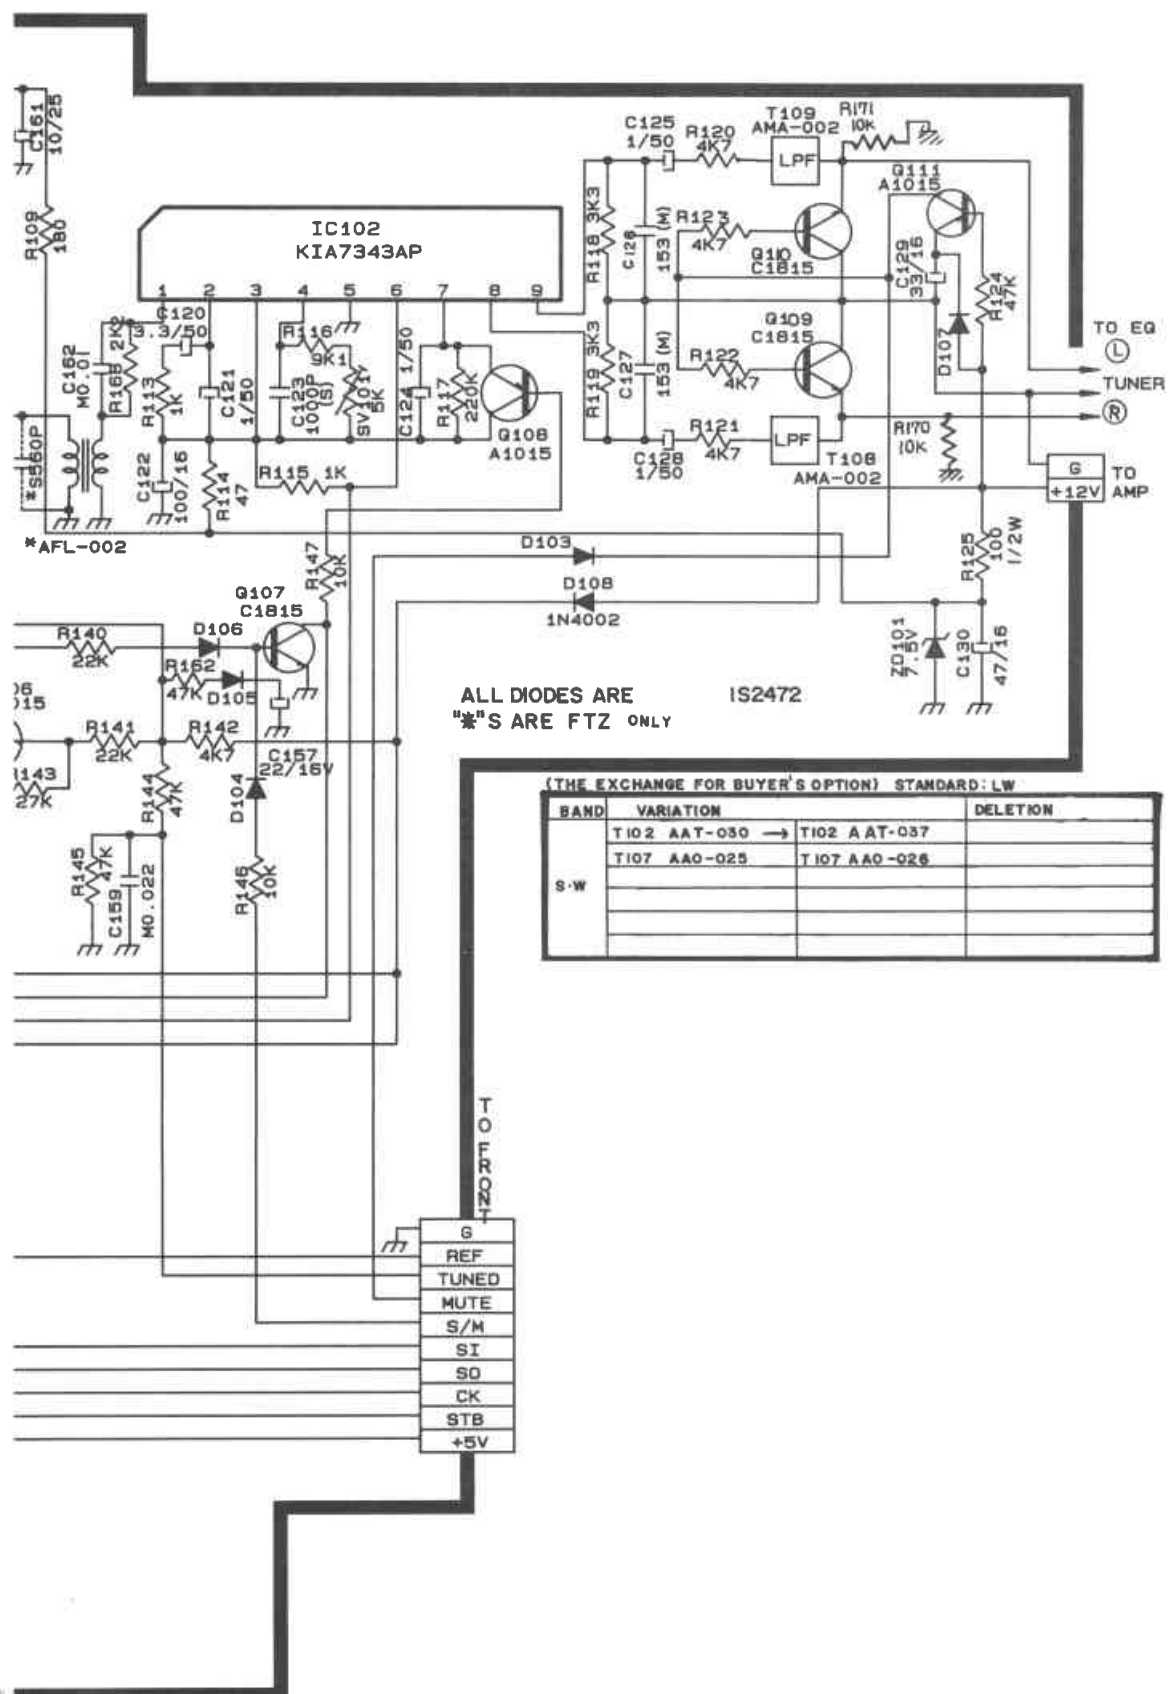 C161
10/25
R109
180
IC102
KIA7343AP
1 2 3 4 5 6 7 8 9
C125
1/50
R120
4K7
T109
AMA-002
LPF
R171
10K
Q111
A1015
R118 3K3
C126
153 (M)
R123
4K7
Q110
C1815
C129
33/16
R124
47K
D107
Q109
C1815
R122
4K7
R119 3K3
C127
153 (M)
C128
1/50
R121
4K7
LPF
T108
AMA-002
R170
10K
TO EQ
L
TUNER
R
G
+12V
TO
AMP
C162
M0.01
2K2
C120
3.3/50
R113
1K
C121
1/50
R116
9K1
C123
1000P
(S)
SV101
5K
C124 1/50
R117
220K
Q108
A1015
*S560P
C122
100/16
R114
47
R115 1K
*AFL-002
R147
10K
D103
D108
1N4002
R125
100
1/2W
ZD101
7.5V
C130
47/16
Q107
C1815
R140
22K
D106
R162
47K
D105
06
015
R141
22K
R142
4K7
C157
22/16V
R143
27K
R144
47K
D104
R145
47K
C159
M0.022
R146
10K
ALL DIODES ARE 1S2472
"*"S ARE FTZ ONLY
(THE EXCHANGE FOR BUYER'S OPTION) STANDARD: LW
BAND VARIATION DELETION
T102 AAT-030 → T102 AAT-037
T107 AAO-025 T107 AAO-026
S·W
TO FRONT
G
REF
TUNED
MUTE
S/M
SI
SO
CK
STB
+5V